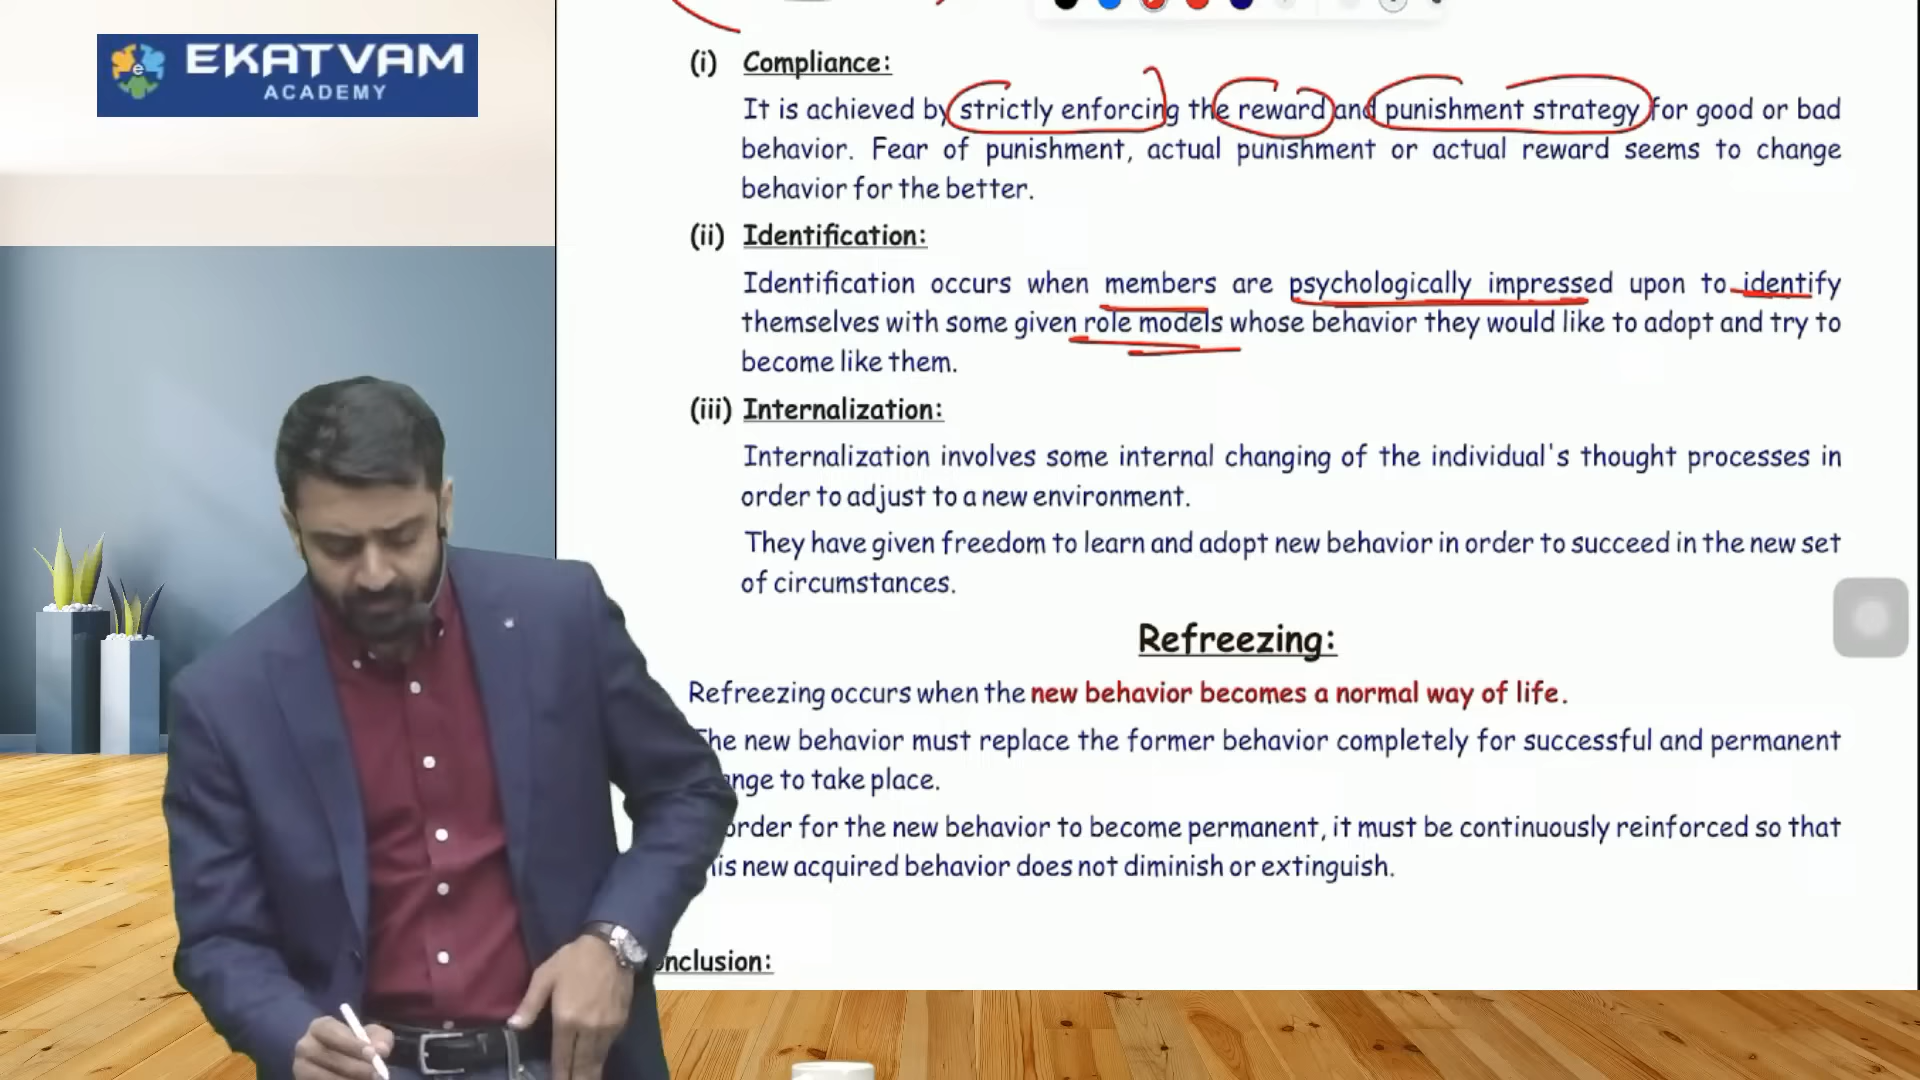 EKATVAM
ACADEMY
(i) Compliance:
It is achieved by strictly enforcing the reward and punishment strategy for good or bad
behavior. Fear of punishment, actual punishment or actual reward seems to change
behavior for the better.
(ii) Identification:
Identification occurs when members are psychologically impressed upon to identify
themselves with some given role models whose behavior they would like to adopt and try to
become like them.
(iii) Internalization:
Internalization involves some internal changing of the individual's thought processes in
order to adjust to a new environment.
They have given freedom to learn and adopt new behavior in order to succeed in the new set
of circumstances.
Refreezing:
Refreezing occurs when the new behavior becomes a normal way of life.
The new behavior must replace the former behavior completely for successful and permanent
to take place.
order for the new behavior to become permanent, it must be continuously reinforced so that
new acquired behavior does not diminish or extinguish.